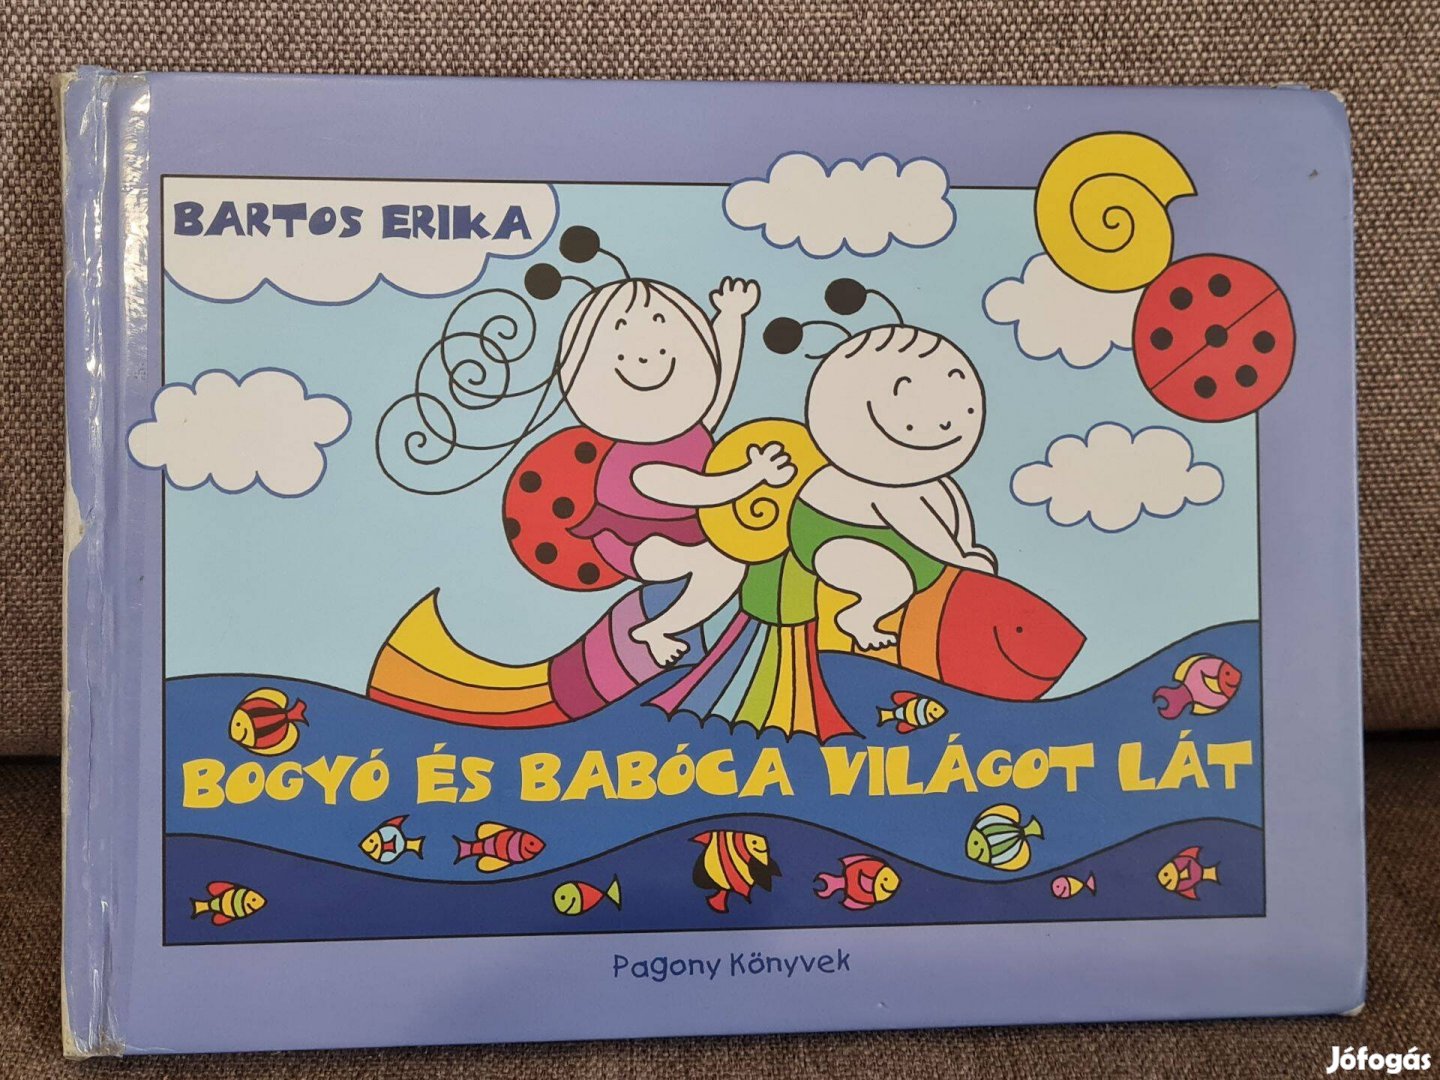 BARTOS ERIKA
BOGYÓ ÉS BABÓCA VILÁGOT LÁT
Pagony Könyvek
Jófogás